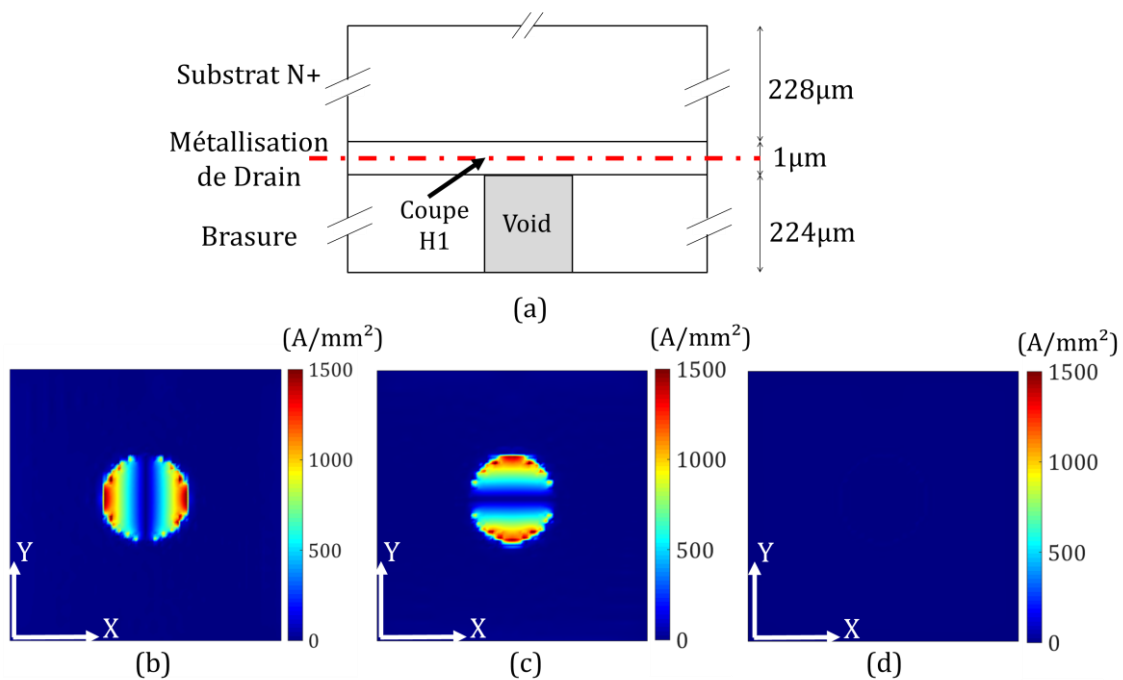 Substrat N+
228µm
Métallisation
de Drain
1µm
Coupe
H1
Void
Brasure
224µm
(a)
(A/mm²)
1500
1000
500
0
Y
X
(b)
(A/mm²)
1500
1000
500
0
Y
X
(c)
(A/mm²)
1500
1000
500
0
Y
X
(d)